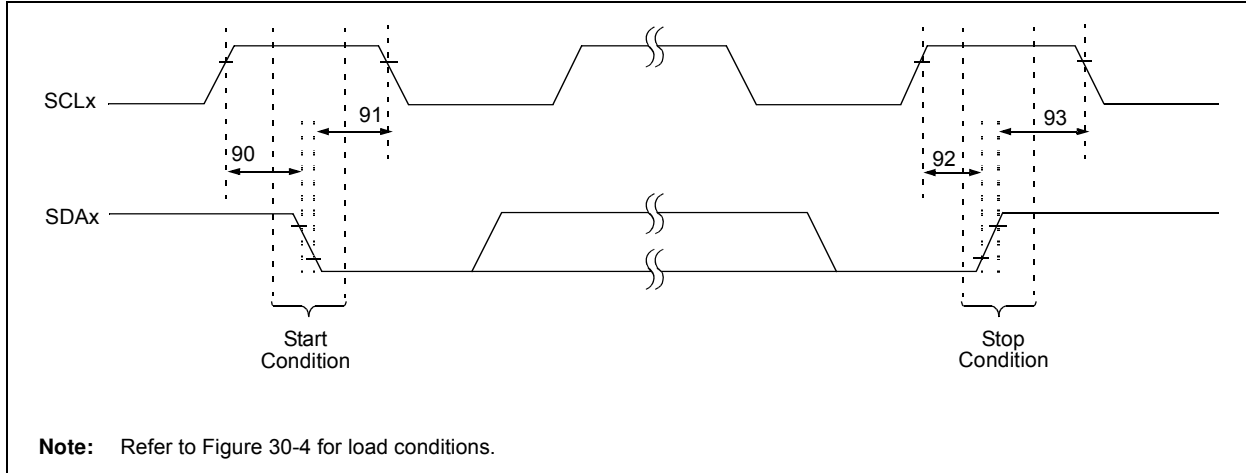 SCLx
91
93
90
92
SDAx
Start
Condition
Stop
Condition
Note: Refer to Figure 30-4 for load conditions.